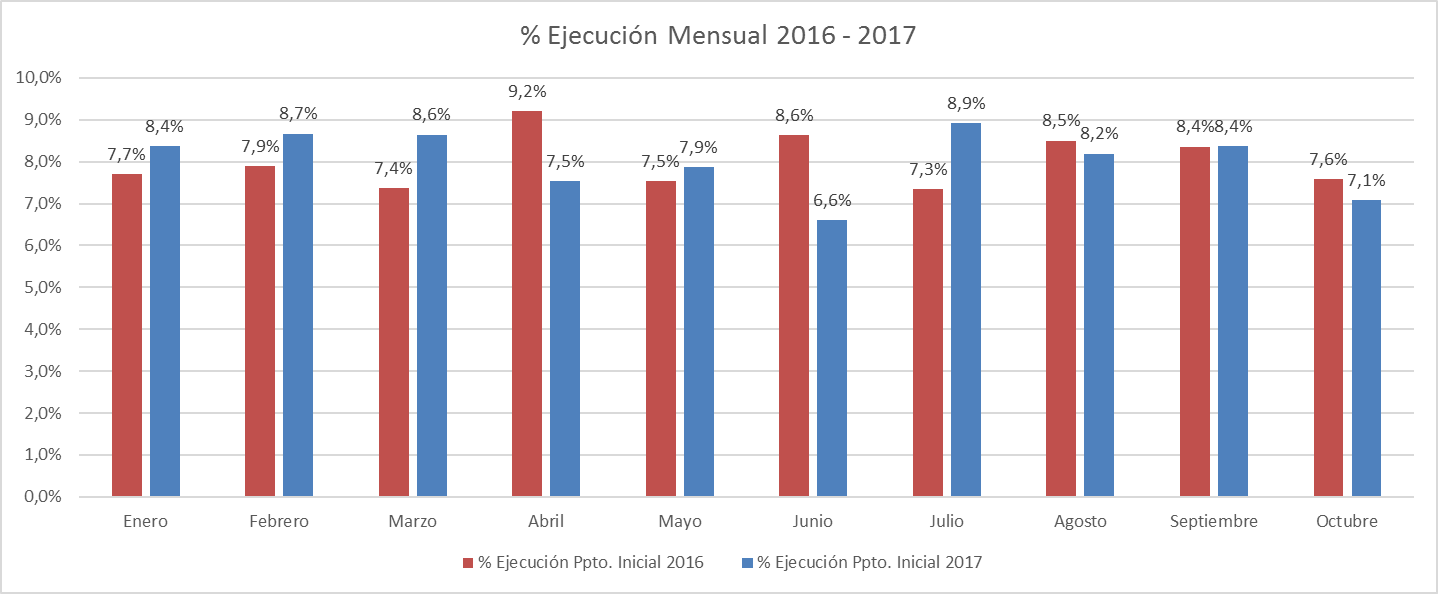 % Ejecución Mensual 2016 - 2017
10,0%
9,0%
8,0%
7,0%
6,0%
5,0%
4,0%
3,0%
2,0%
1,0%
0,0%
7,7%
8,4%
7,9%
8,7%
7,4%
8,6%
9,2%
7,5%
7,5%
7,9%
8,6%
6,6%
7,3%
8,9%
8,5%
8,2%
8,4%
8,4%
7,6%
7,1%
Enero
Febrero
Marzo
Abril
Mayo
Junio
Julio
Agosto
Septiembre
Octubre
% Ejecución Ppto. Inicial 2016
% Ejecución Ppto. Inicial 2017